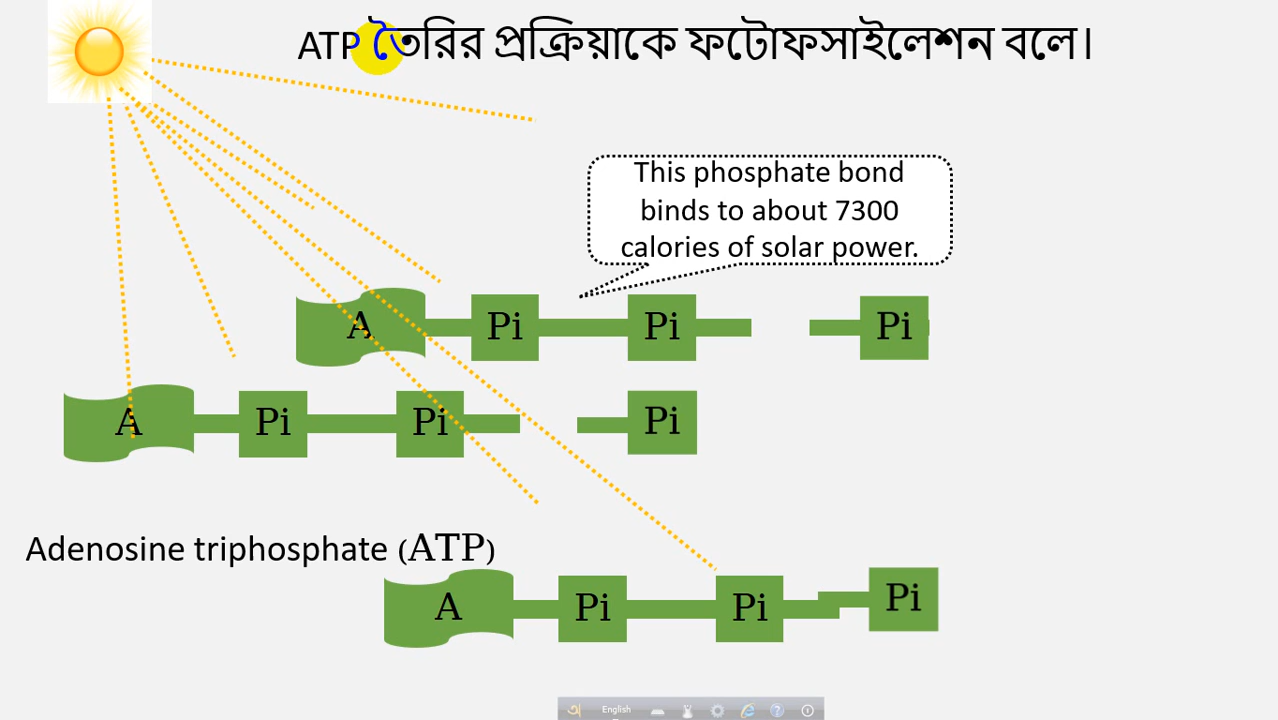 ATP তৈরির প্রক্রিয়াকে ফটোফসাইলেশন বলে।
This phosphate bond
binds to about 7300
calories of solar power.
A Pi Pi Pi
A Pi Pi Pi
Adenosine triphosphate (ATP)
A Pi Pi Pi
অ English